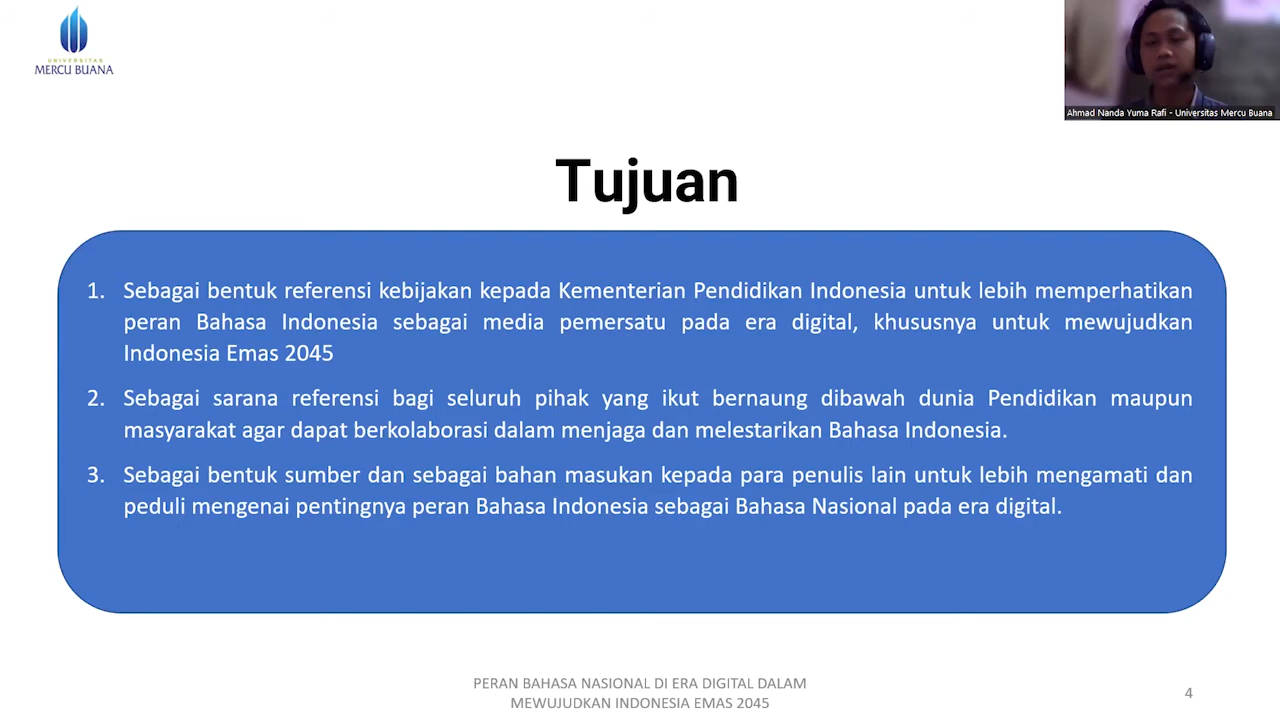 UNIVERSITAS
MERCU BUANA
Ahmad Nanda Yuma Rafi - Universitas Mercu Buana
Tujuan
1. Sebagai bentuk referensi kebijakan kepada Kementerian Pendidikan Indonesia untuk lebih memperhatikan
peran Bahasa Indonesia sebagai media pemersatu pada era digital, khususnya untuk mewujudkan
Indonesia Emas 2045
2. Sebagai sarana referensi bagi seluruh pihak yang ikut bernaung dibawah dunia Pendidikan maupun
masyarakat agar dapat berkolaborasi dalam menjaga dan melestarikan Bahasa Indonesia.
3. Sebagai bentuk sumber dan sebagai bahan masukan kepada para penulis lain untuk lebih mengamati dan
peduli mengenai pentingnya peran Bahasa Indonesia sebagai Bahasa Nasional pada era digital.
PERAN BAHASA NASIONAL DI ERA DIGITAL DALAM
MEWUJUDKAN INDONESIA EMAS 2045
4